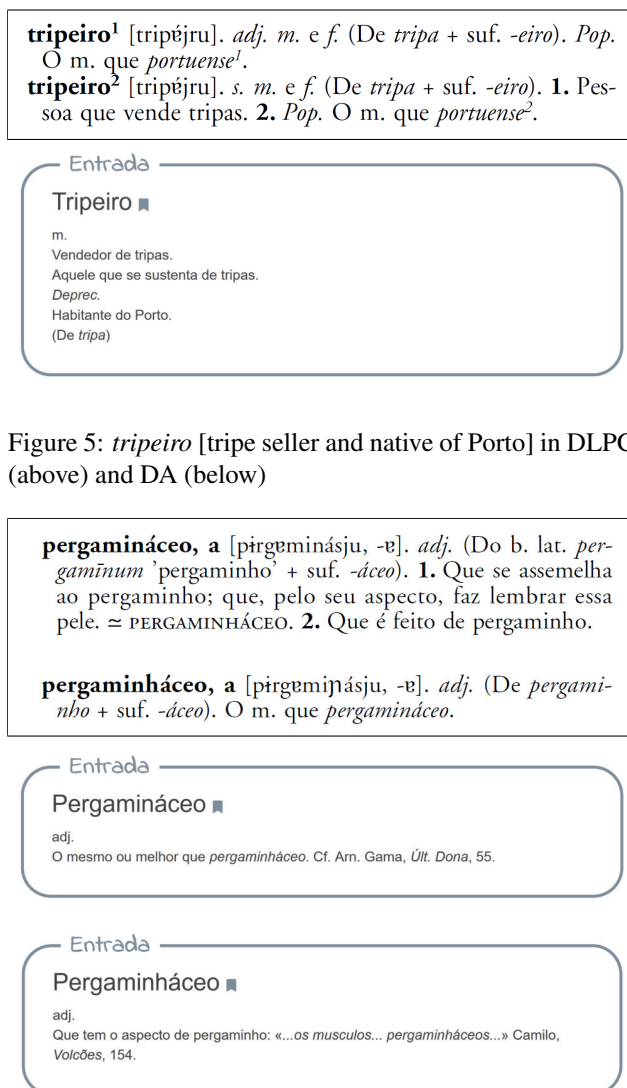 tripeiro¹ [tripɐ́jru]. adj. m. e f. (De tripa + suf. -eiro). Pop.
O m. que portuense¹.
tripeiro² [tripɐ́jru]. s. m. e f. (De tripa + suf. -eiro). 1. Pes-
soa que vende tripas. 2. Pop. O m. que portuense².
Entrada
Tripeiro
m.
Vendedor de tripas.
Aquele que se sustenta de tripas.
Deprec.
Habitante do Porto.
(De tripa)
Figure 5: tripeiro [tripe seller and native of Porto] in DLPC
(above) and DA (below)
pergamináceo, a [pɨrgɐminásju, -ɐ]. adj. (Do b. lat. per-
gamīnum 'pergaminho' + suf. -áceo). 1. Que se assemelha
ao pergaminho; que, pelo seu aspecto, faz lembrar essa
pele. ≃ PERGAMINHÁCEO. 2. Que é feito de pergaminho.
pergaminháceo, a [pɨrgɐmiɲásju, -ɐ]. adj. (De pergami-
nho + suf. -áceo). O m. que pergamináceo.
Entrada
Pergamináceo
adj.
O mesmo ou melhor que pergaminháceo. Cf. Arn. Gama, Últ. Dona, 55.
Entrada
Pergaminháceo
adj.
Que tem o aspecto de pergaminho: «...os musculos... pergaminháceos...» Camilo,
Volcões, 154.